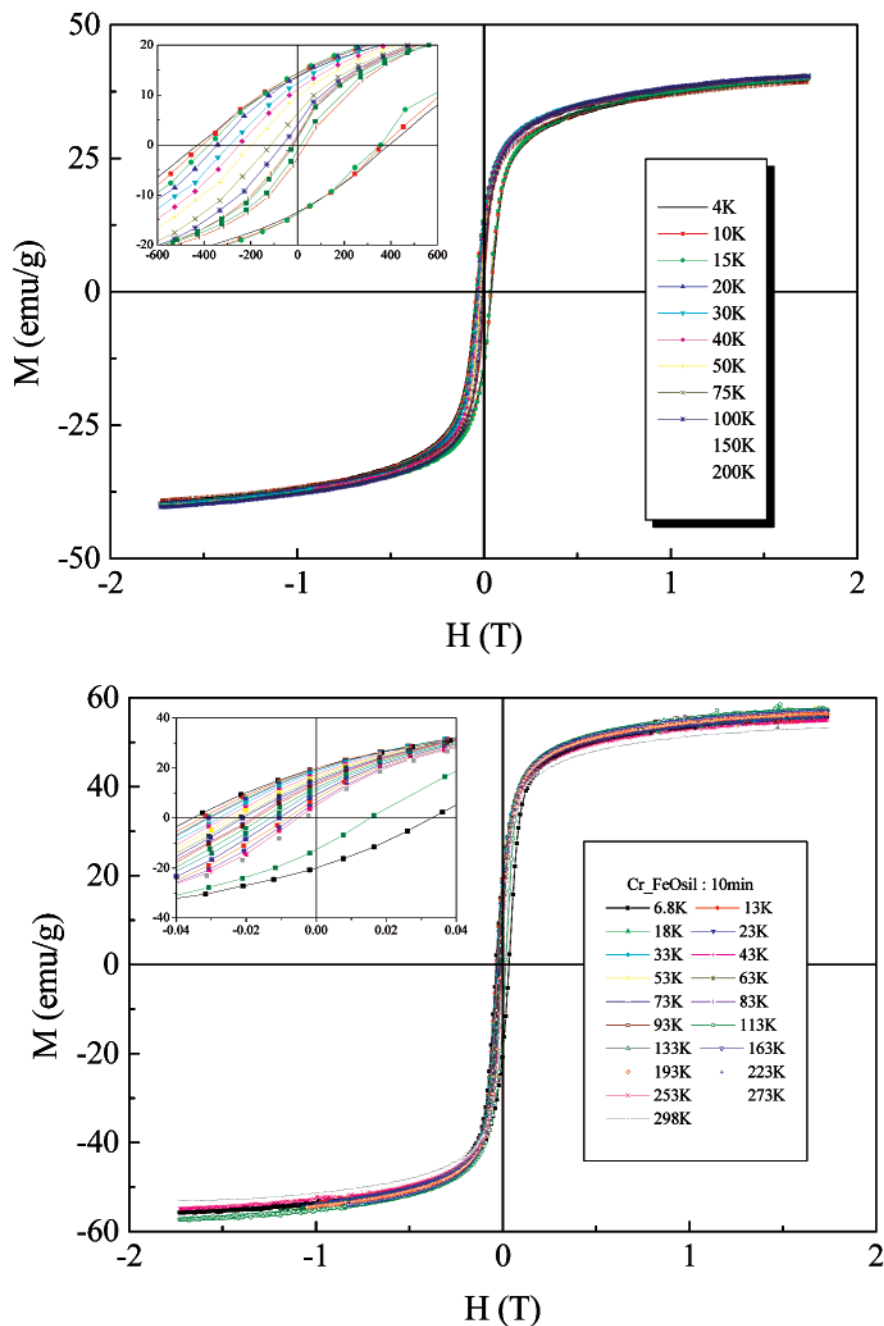 50
25
0
-25
-50
M (emu/g)
20
10
0
-10
-20
-600 -400 -200 0 200 400 600
4K
10K
15K
20K
30K
40K
50K
75K
100K
150K
200K
-2 -1 0 1 2
H (T)
60
40
20
0
-20
-40
-60
M (emu/g)
40
20
0
-20
-40
-0.04 -0.02 0.00 0.02 0.04
Cr_FeOsil : 10min
6.8K 13K
18K 23K
33K 43K
53K 63K
73K 83K
93K 113K
133K 163K
193K 223K
253K 273K
298K
-2 -1 0 1 2
H (T)